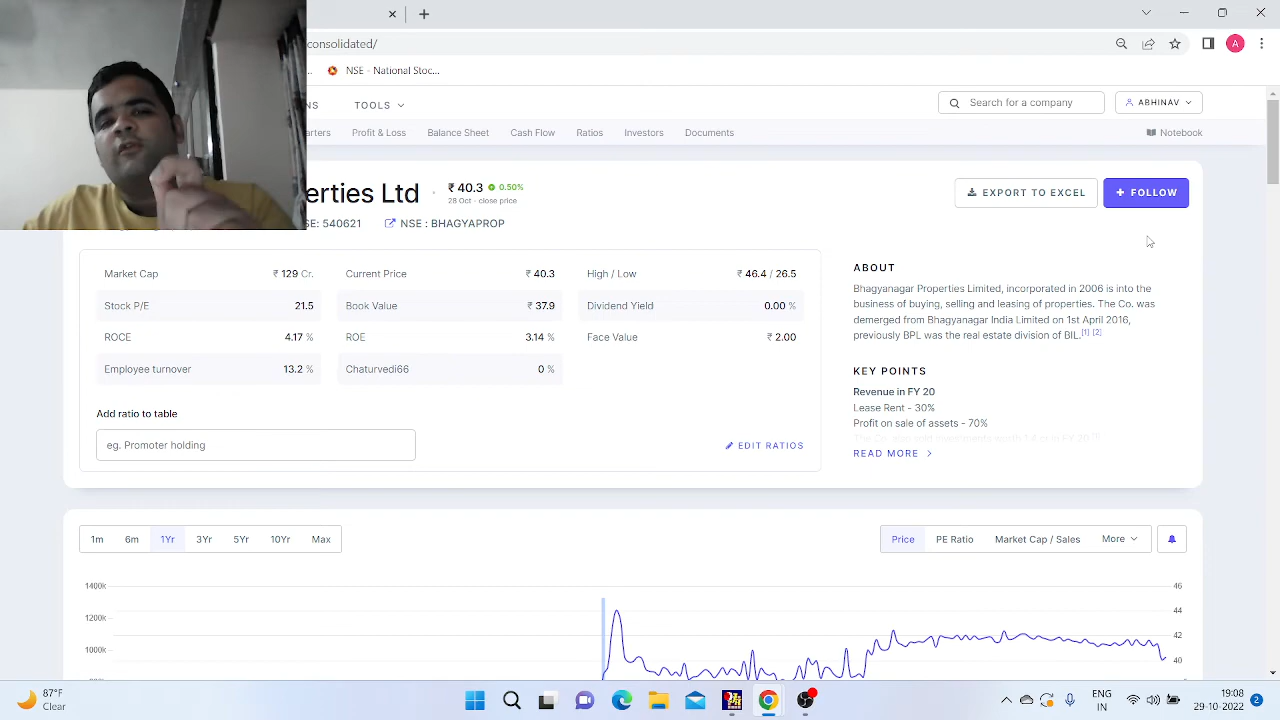 consolidated/
NSE - National Stoc...
NS
TOOLS
Search for a company
ABHINAV
arters
Profit & Loss
Balance Sheet
Cash Flow
Ratios
Investors
Documents
Notebook
erties Ltd
₹ 40.3
0.50%
28 Oct - close price
EXPORT TO EXCEL
+ FOLLOW
SE: 540621
NSE : BHAGYAPROP
Market Cap ₹ 129 Cr.
Current Price ₹ 40.3
High / Low ₹ 46.4 / 26.5
Stock P/E 21.5
Book Value ₹ 37.9
Dividend Yield 0.00 %
ROCE 4.17 %
ROE 3.14 %
Face Value ₹ 2.00
Employee turnover 13.2 %
Chaturvedi66 0 %
Add ratio to table
eg. Promoter holding
EDIT RATIOS
ABOUT
Bhagyanagar Properties Limited, incorporated in 2006 is into the
business of buying, selling and leasing of properties. The Co. was
demerged from Bhagyanagar India Limited on 1st April 2016,
previously BPL was the real estate division of BIL.[1] [2]
KEY POINTS
Revenue in FY 20
Lease Rent - 30%
Profit on sale of assets - 70%
READ MORE
1m
6m
1Yr
3Yr
5Yr
10Yr
Max
Price
PE Ratio
Market Cap / Sales
More
1400k
1200k
1000k
46
44
42
40
87°F
Clear
ENG
IN
19:08
29-10-2022
2